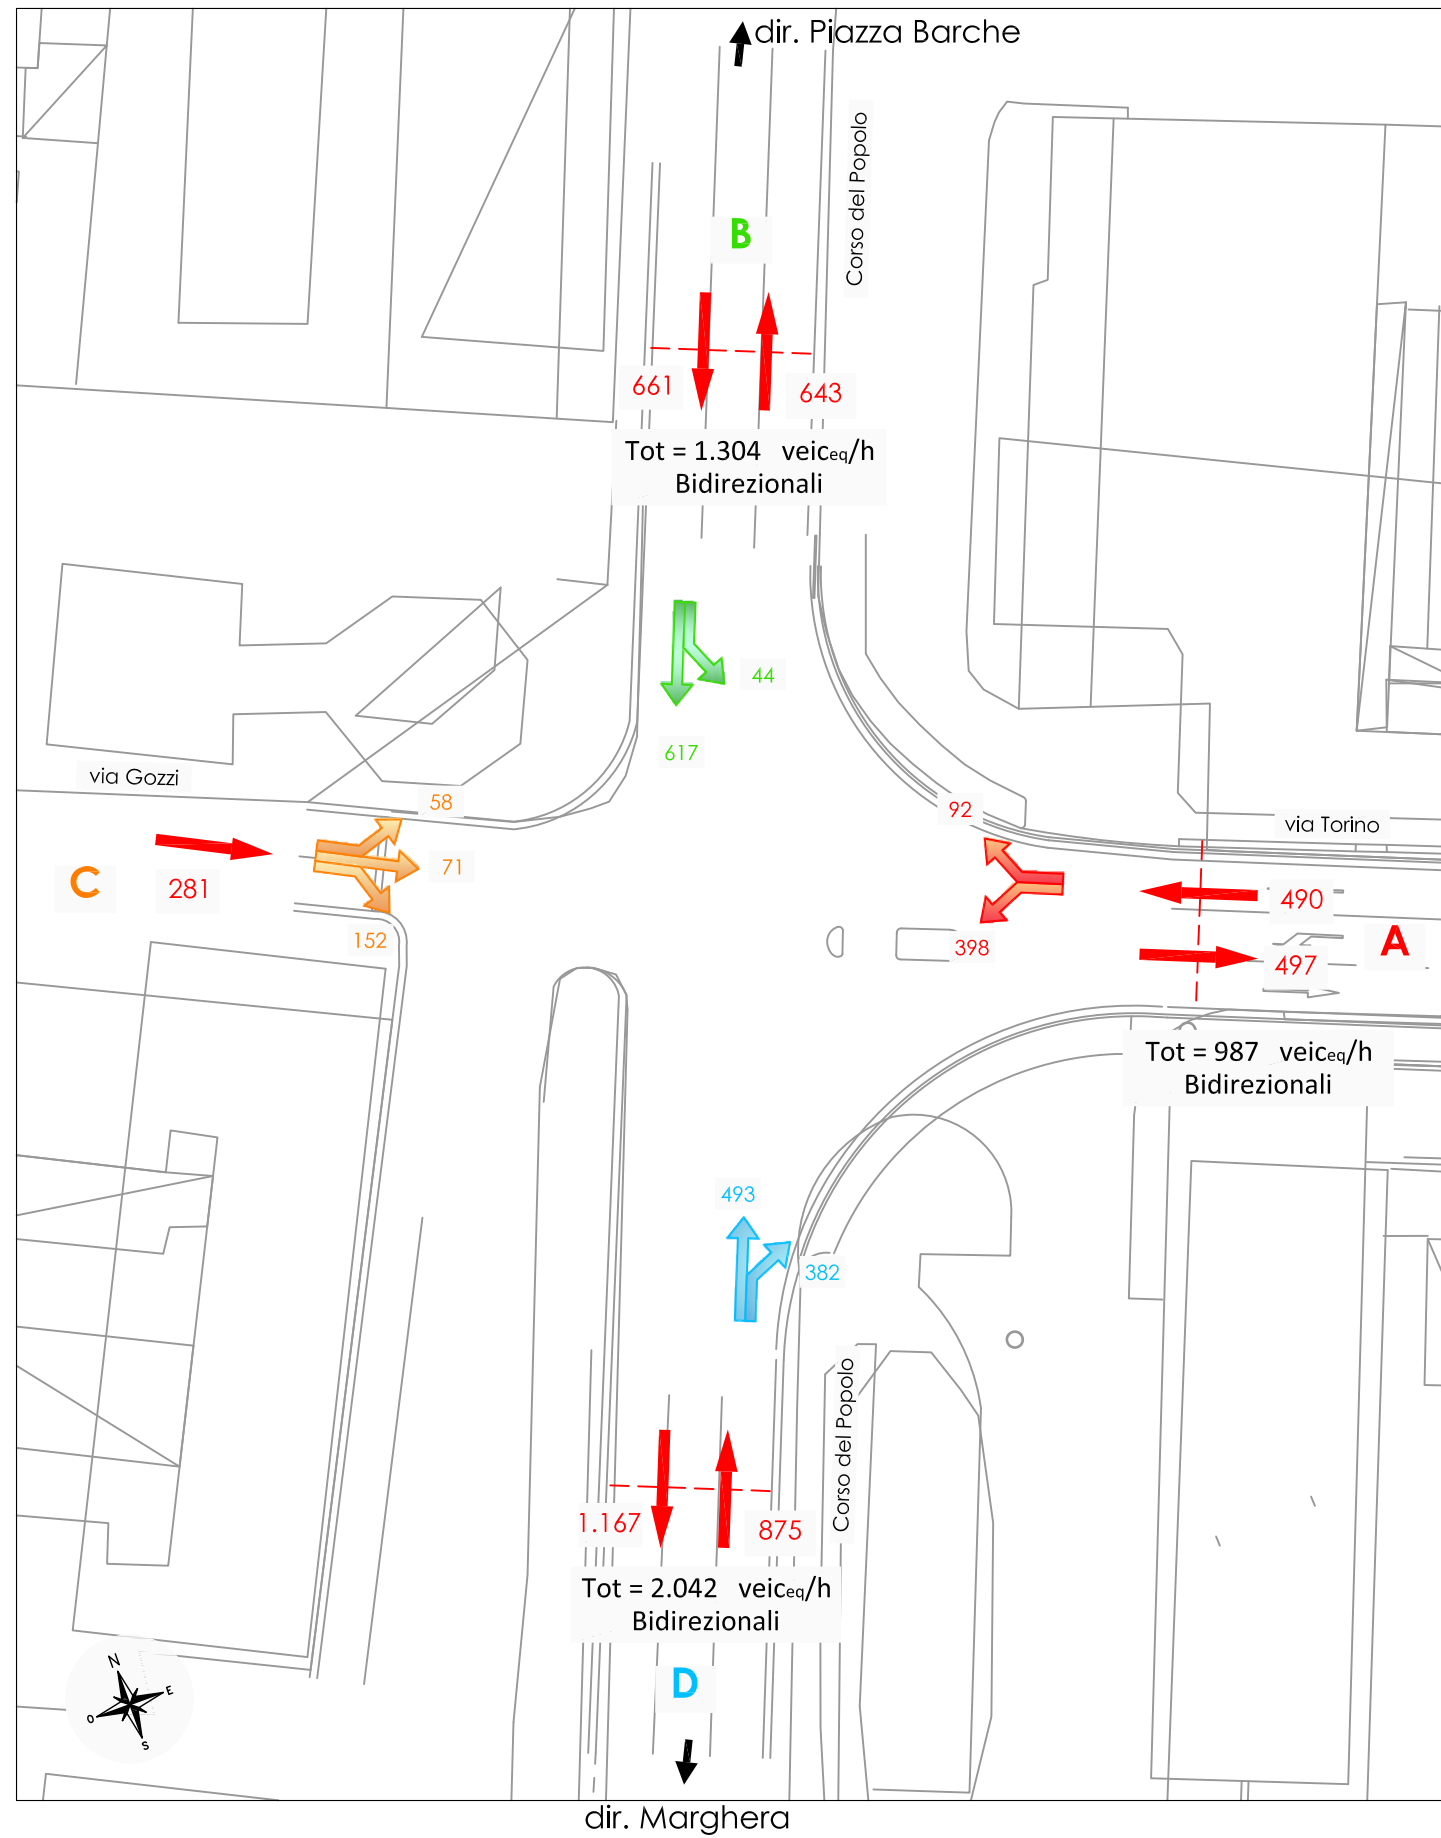 dir. Piazza Barche
Corso del Popolo
B
661
643
Tot = 1.304 veiceq/h
Bidirezionali
44
617
via Gozzi
58
71
152
C
281
92
398
via Torino
490
497
A
Tot = 987 veiceq/h
Bidirezionali
493
382
Corso del Popolo
1.167
875
Tot = 2.042 veiceq/h
Bidirezionali
D
N
E
O
S
dir. Marghera